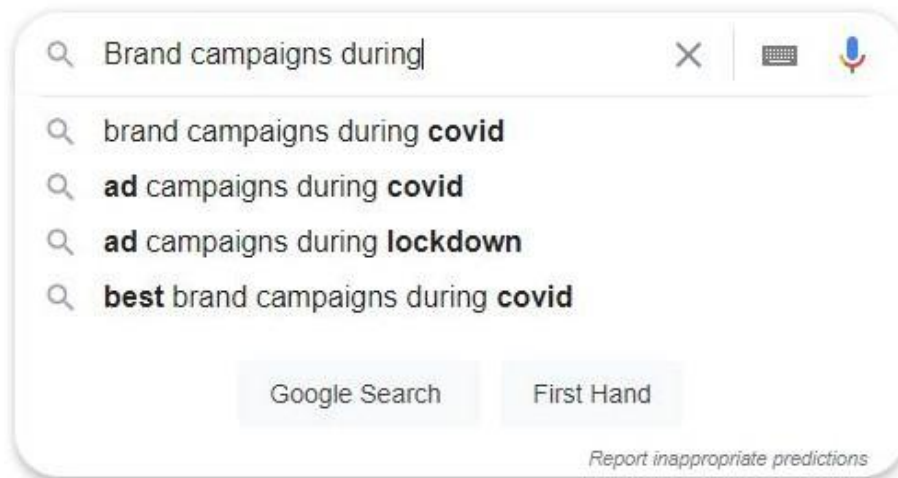 Brand campaigns during
brand campaigns during covid
ad campaigns during covid
ad campaigns during lockdown
best brand campaigns during covid
Google Search First Hand
Report inappropriate predictions